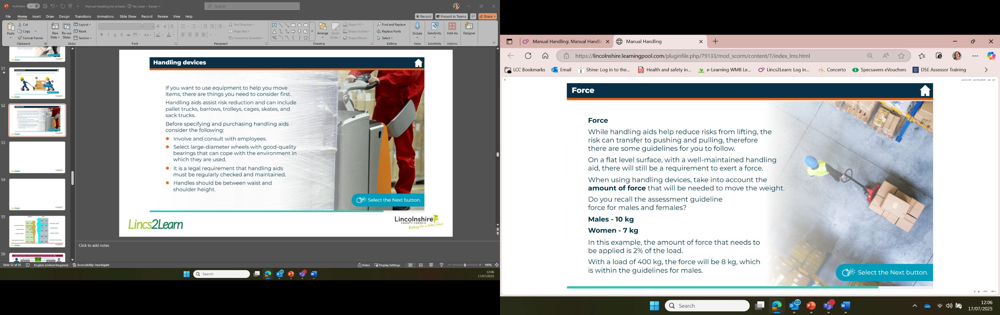 AutoSave
Manual Handling for schools
No Label • Saved
Search
File
Home
Insert
Draw
Design
Transitions
Animations
Slide Show
Record
Review
View
Help
Record
Present in Teams
Share
Paste
Cut
Copy
Format Painter
Clipboard
New
Slide
Re-use
Slides
Layout
Reset
Section
Slides
Font
Text Direction
Align Text
Convert to SmartArt
Paragraph
Arrange
Quick
Styles
Shape Fill
Shape Outline
Shape Effects
Drawing
Find and Replace
Replace Fonts
Select
Editing
Dictate
Voice
Sensitivity
Sensitivity
Add-ins
Add-ins
Designer
51
52
53
54
55
56
Handling devices
If you want to use equipment to help you move
items, there are things you need to consider first.
Handling aids assist risk reduction and can include
pallet trucks, barrows, trolleys, cages, skates, and
sack trucks.
Before specifying and purchasing handling aids
consider the following:
Involve and consult with employees.
Select large-diameter wheels with good-quality
bearings that can cope with the environment in
which they are used.
It is a legal requirement that handling aids
must be regularly checked and maintained.
Handles should be between waist and
shoulder height.
Select the Next button.
Lincs2Learn
Lincolnshire
COUNTY COUNCIL
Working for a better future
Click to add notes
Slide 52 of 85
English (United Kingdom)
Accessibility: Investigate
Notes
Display Settings
100%
Search
12:06
17/07/2025
Manual Handling: Manual Handli
Manual Handling
https://lincolnshire.learningpool.com/pluginfile.php/79133/mod_scorm/content/7/index_lms.html
LCC Bookmarks
Email
Shine: Log in to the...
Health and safety in...
e-Learning WMB Le...
Lincs2Learn: Log in...
Concerto
Specsavers eVouchers
DSE Assessor Training
Force
Force
While handling aids help reduce risks from lifting, the
risk can transfer to pushing and pulling, therefore
there are some guidelines for you to follow.
On a flat level surface, with a well-maintained handling
aid, there will still be a requirement to exert a force.
When using handling devices, take into account the
amount of force that will be needed to move the weight.
Do you recall the assessment guideline
force for males and females?
Males - 10 kg
Women - 7 kg
In this example, the amount of force that needs to
be applied is 2% of the load.
With a load of 400 kg, the force will be 8 kg, which
is within the guidelines for males.
Select the Next button.
Search
12:06
17/07/2025